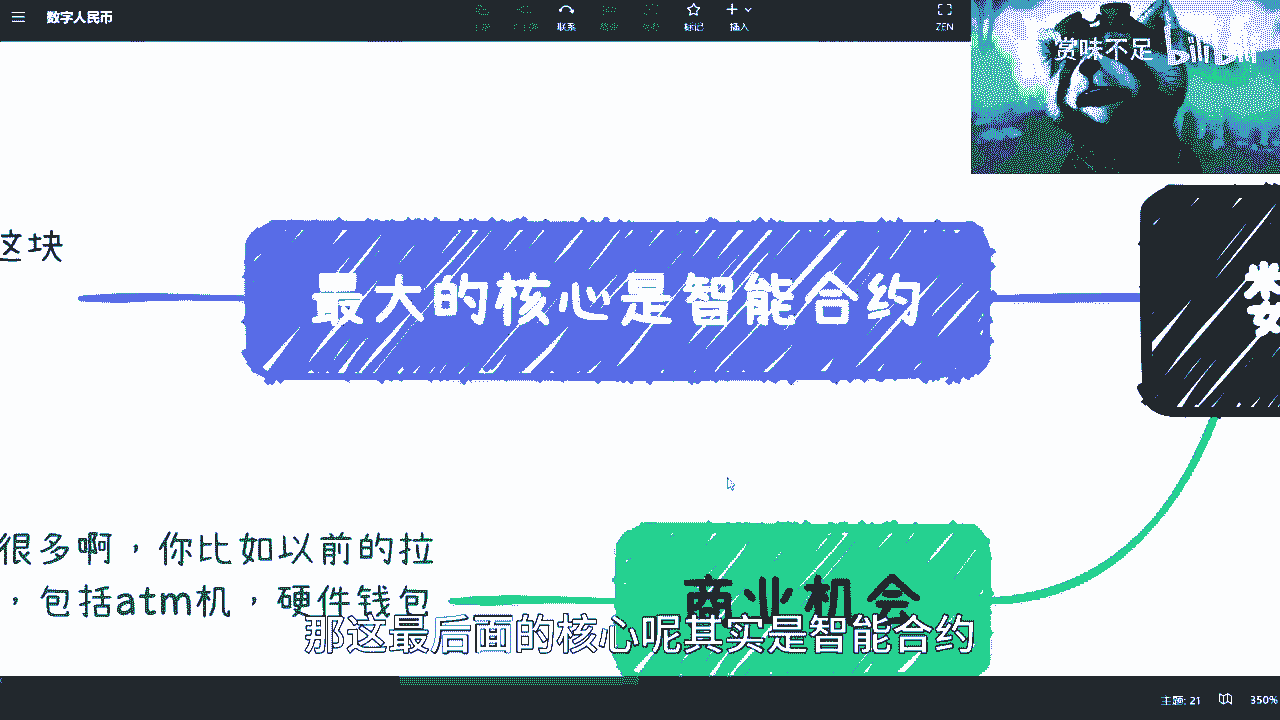 数字人民币
联系
标记
插入
ZEN
赏味不足 bilibili
这块
最大的核心是智能合约
很多啊，你比如以前的拉
，包括atm机，硬件钱包
商业机会
那这最后面的核心呢其实是智能合约
主题: 21
350%